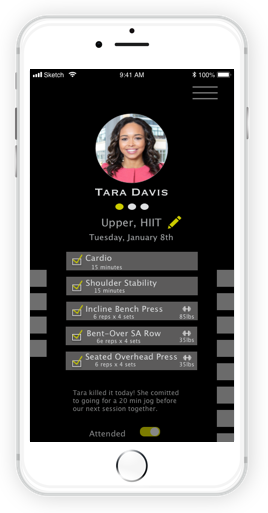 Sketch 9:41 AM 100%
TARA DAVIS
Upper, HIIT
Tuesday, January 8th
Cardio
15 minutes
Shoulder Stability
15 minutes
Incline Bench Press
6 reps x 4 sets 85lbs
Bent-Over SA Row
6e reps x 4 sets 35lbs
Seated Overhead Press
6 reps x 4 sets 35lbs
Tara killed it today! She comitted
to going for a 20 min jog before
our next session together.
Attended